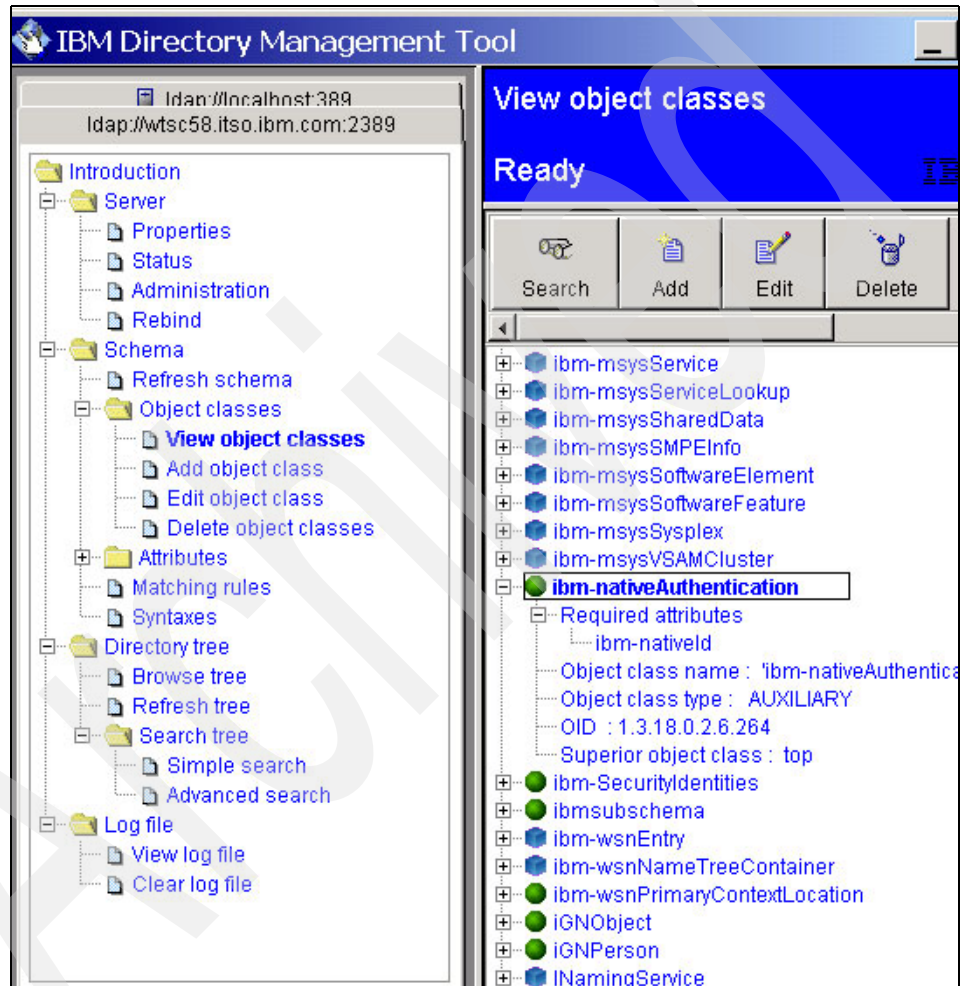 IBM Directory Management Tool
ldap://localhost:389
ldap://wtsc58.itso.ibm.com:2389
Introduction
Server
Properties
Status
Administration
Rebind
Schema
Refresh schema
Object classes
View object classes
Add object class
Edit object class
Delete object classes
Attributes
Matching rules
Syntaxes
Directory tree
Browse tree
Refresh tree
Search tree
Simple search
Advanced search
Log file
View log file
Clear log file
View object classes
Ready
Search Add Edit Delete
ibm-msysService
ibm-msysServiceLookup
ibm-msysSharedData
ibm-msysSMPEInfo
ibm-msysSoftwareElement
ibm-msysSoftwareFeature
ibm-msysSysplex
ibm-msysVSAMCluster
ibm-nativeAuthentication
Required attributes
ibm-nativeId
Object class name : 'ibm-nativeAuthentica
Object class type : AUXILIARY
OID : 1.3.18.0.2.6.264
Superior object class : top
ibm-SecurityIdentities
ibmsubschema
ibm-wsnEntry
ibm-wsnNameTreeContainer
ibm-wsnPrimaryContextLocation
iGNObject
iGNPerson
INamingService